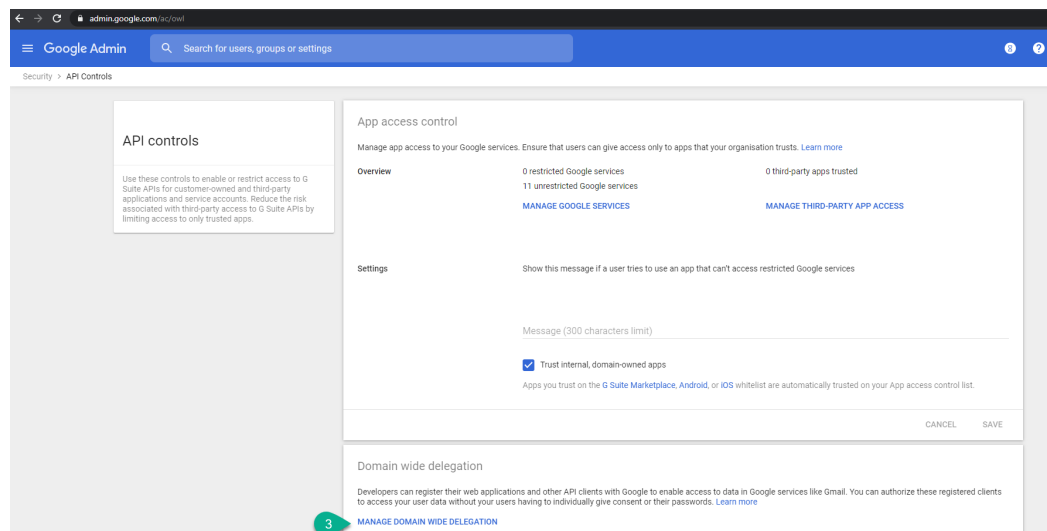 admin.google.com/ac/owl
Google Admin
Search for users, groups or settings
Security > API Controls
API controls
Use these controls to enable or restrict access to G
Suite APIs for customer-owned and third-party
applications and service accounts. Reduce the risk
associated with third-party access to G Suite APIs by
limiting access to only trusted apps.
App access control
Manage app access to your Google services. Ensure that users can give access only to apps that your organisation trusts. Learn more
Overview
0 restricted Google services
11 unrestricted Google services
MANAGE GOOGLE SERVICES
0 third-party apps trusted
MANAGE THIRD-PARTY APP ACCESS
Settings
Show this message if a user tries to use an app that can't access restricted Google services
Message (300 characters limit)
Trust internal, domain-owned apps
Apps you trust on the G Suite Marketplace, Android, or iOS whitelist are automatically trusted on your App access control list.
CANCEL SAVE
Domain wide delegation
Developers can register their web applications and other API clients with Google to enable access to data in Google services like Gmail. You can authorize these registered clients
to access your user data without your users having to individually give consent or their passwords. Learn more
3 MANAGE DOMAIN WIDE DELEGATION